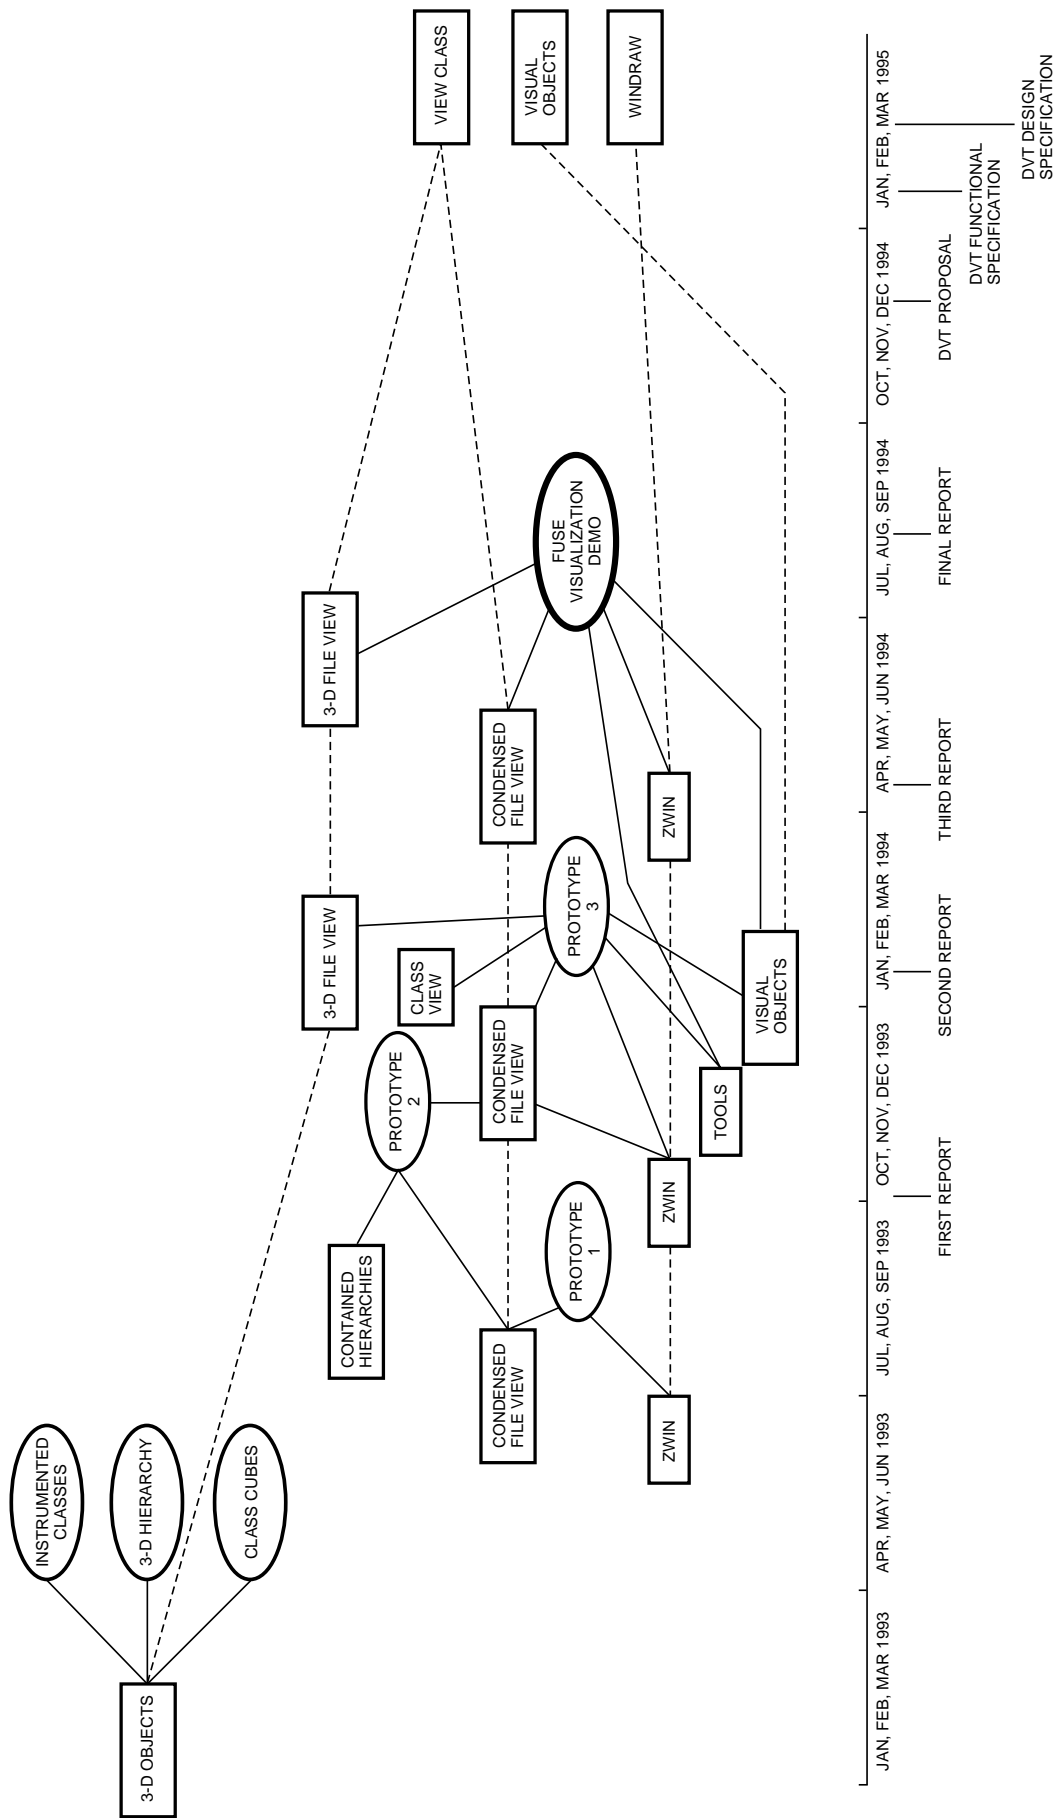 INSTRUMENTED
CLASSES
3-D HIERARCHY
CLASS CUBES
3-D OBJECTS
3-D FILE VIEW
3-D FILE VIEW
VIEW CLASS
CONTAINED
HIERARCHIES
PROTOTYPE
2
CLASS
VIEW
CONDENSED
FILE VIEW
CONDENSED
FILE VIEW
CONDENSED
FILE VIEW
VISUAL
OBJECTS
PROTOTYPE
1
PROTOTYPE
3
FUSE
VISUALIZATION
DEMO
WINDRAW
ZWIN
ZWIN
ZWIN
TOOLS
VISUAL
OBJECTS
JAN, FEB, MAR 1993
APR, MAY, JUN 1993
JUL, AUG, SEP 1993
OCT, NOV, DEC 1993
JAN, FEB, MAR 1994
APR, MAY, JUN 1994
JUL, AUG, SEP 1994
OCT, NOV, DEC 1994
JAN, FEB, MAR 1995
FIRST REPORT
SECOND REPORT
THIRD REPORT
FINAL REPORT
DVT PROPOSAL
DVT FUNCTIONAL
SPECIFICATION
DVT DESIGN
SPECIFICATION